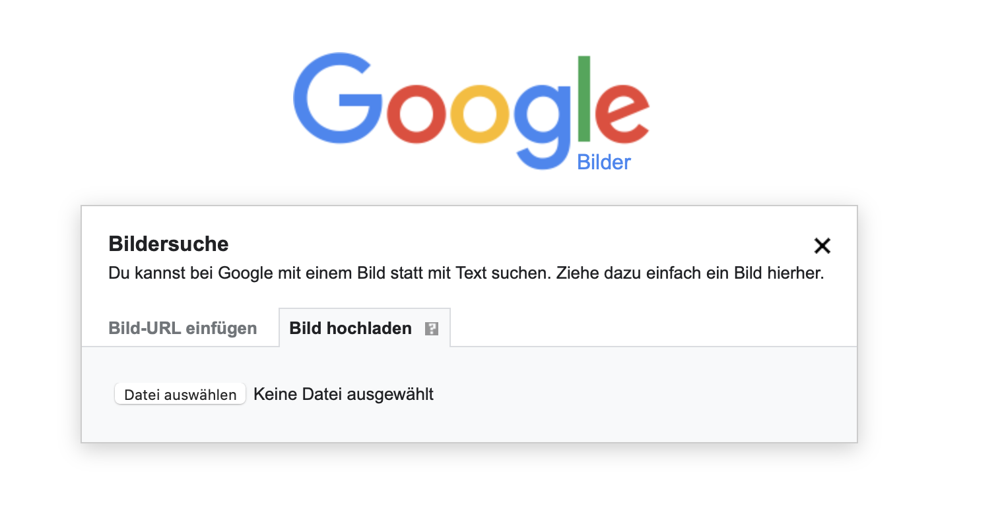 Google
Bilder
Bildersuche
Du kannst bei Google mit einem Bild statt mit Text suchen. Ziehe dazu einfach ein Bild hierher.
Bild-URL einfügen Bild hochladen ?
Datei auswählen Keine Datei ausgewählt